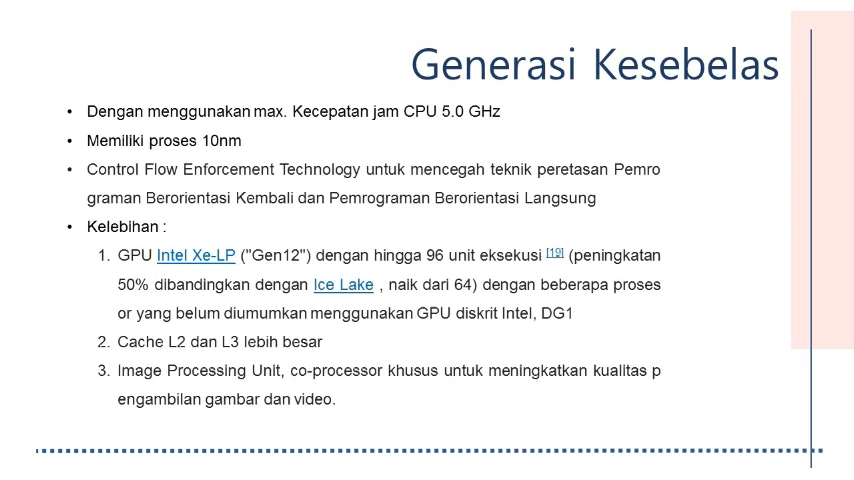 Generasi Kesebelas
• Dengan menggunakan max. Kecepatan jam CPU 5.0 GHz
• Memiliki proses 10nm
• Control Flow Enforcement Technology untuk mencegah teknik peretasan Pemro
graman Berorientasi Kembali dan Pemrograman Berorientasi Langsung
• Kelebihan :
1. GPU Intel Xe-LP ("Gen12") dengan hingga 96 unit eksekusi [19] (peningkatan
50% dibandingkan dengan Ice Lake , naik dari 64) dengan beberapa proses
or yang belum diumumkan menggunakan GPU diskrit Intel, DG1
2. Cache L2 dan L3 lebih besar
3. Image Processing Unit, co-processor khusus untuk meningkatkan kualitas p
engambilan gambar dan video.